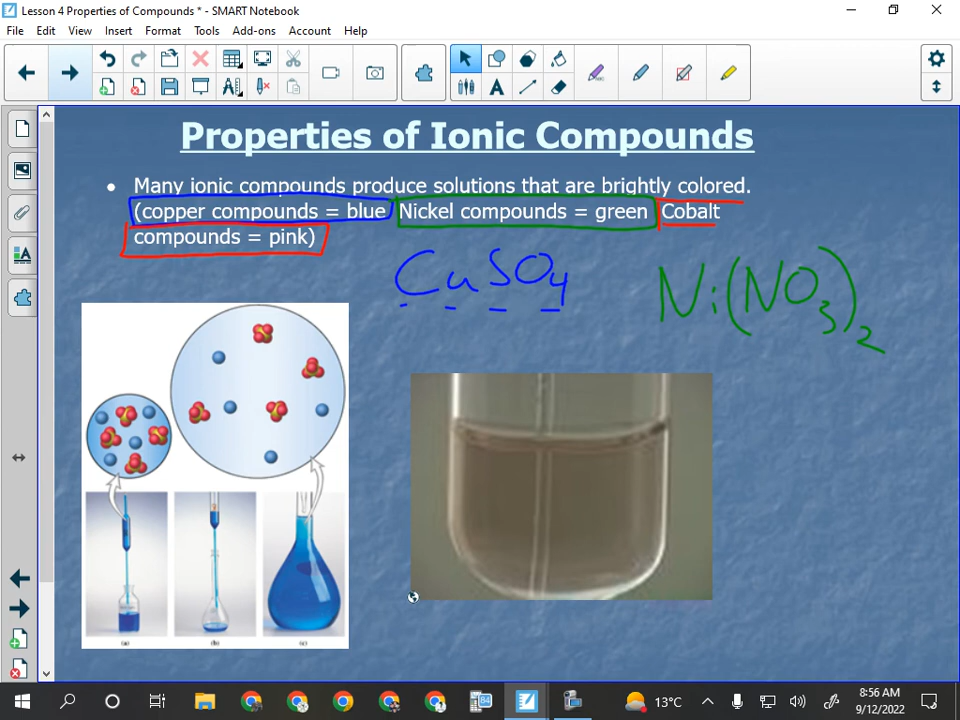 Lesson 4 Properties of Compounds * - SMART Notebook
File Edit View Insert Format Tools Add-ons Account Help
Properties of Ionic Compounds
• Many ionic compounds produce solutions that are brightly colored.
(copper compounds = blue Nickel compounds = green Cobalt
compounds = pink)
CuSO4
Ni(NO3)2
(a) (b) (c)
13°C
8:56 AM
9/12/2022